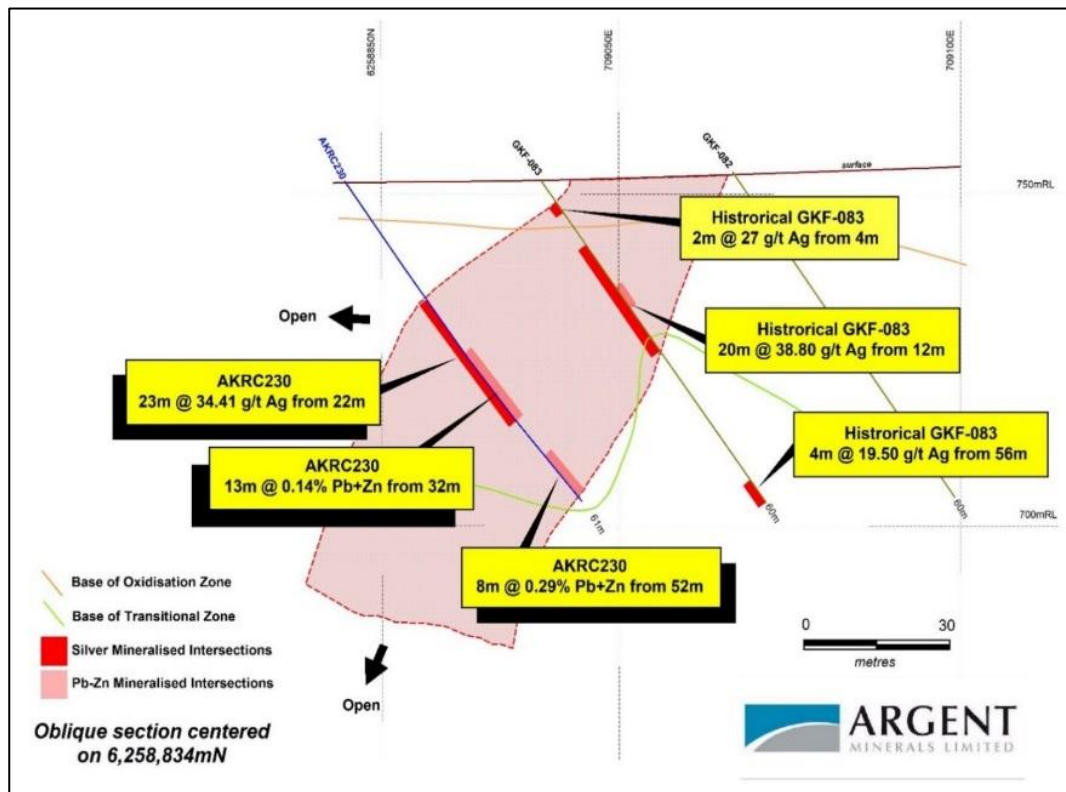 6258850N
709050E
709100E
AKRC230
GKF-083
GKF-082
surface
750mRL
Histrorical GKF-083
2m @ 27 g/t Ag from 4m
Open
Histrorical GKF-083
20m @ 38.80 g/t Ag from 12m
AKRC230
23m @ 34.41 g/t Ag from 22m
Histrorical GKF-083
4m @ 19.50 g/t Ag from 56m
AKRC230
13m @ 0.14% Pb+Zn from 32m
61m
60m
60m
700mRL
AKRC230
8m @ 0.29% Pb+Zn from 52m
Base of Oxidisation Zone
Base of Transitional Zone
Silver Mineralised Intersections
Pb-Zn Mineralised Intersections
0 30
metres
Open
Oblique section centered
on 6,258,834mN
ARGENT
MINERALS LIMITED